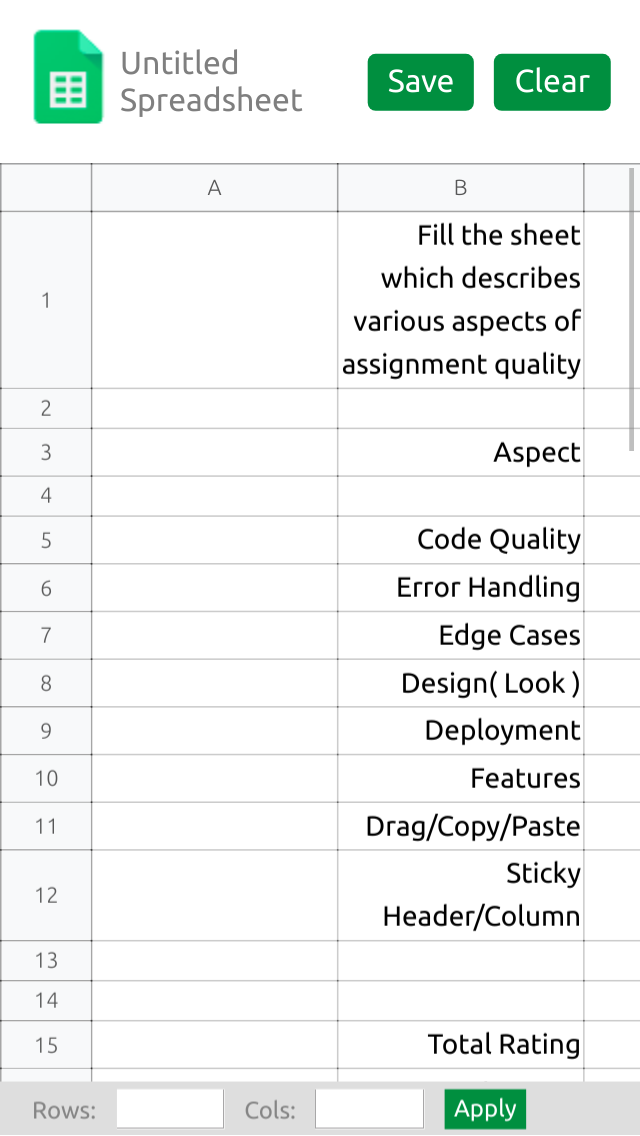 Untitled
Spreadsheet
Save
Clear
A
B
1
Fill the sheet
which describes
various aspects of
assignment quality
2
3
Aspect
4
5
Code Quality
6
Error Handling
7
Edge Cases
8
Design( Look )
9
Deployment
10
Features
11
Drag/Copy/Paste
12
Sticky
Header/Column
13
14
15
Total Rating
Rows:
Cols:
Apply